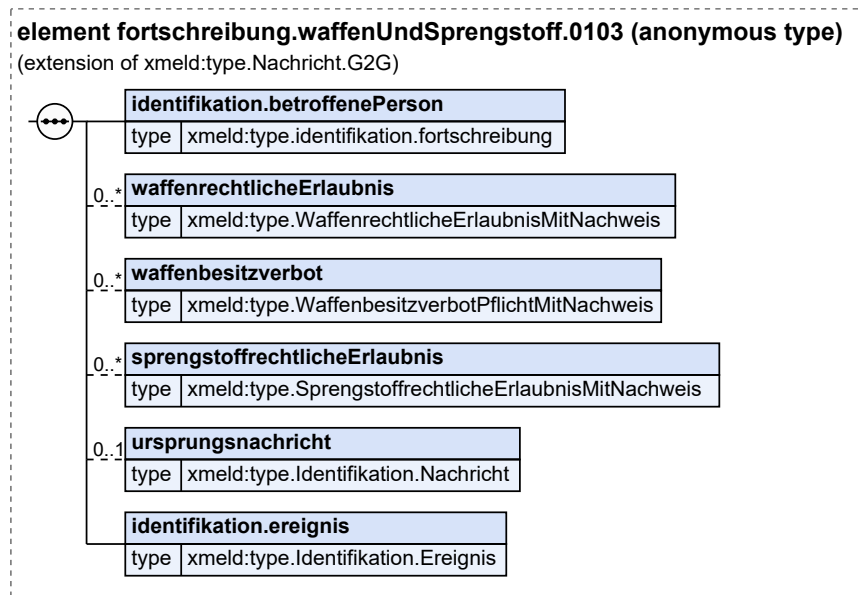 element fortschreibung.waffenUndSprengstoff.0103 (anonymous type)
(extension of xmeld:type.Nachricht.G2G)
identifikation.betroffenePerson
type xmeld:type.identifikation.fortschreibung
0..* waffenrechtlicheErlaubnis
type xmeld:type.WaffenrechtlicheErlaubnisMitNachweis
0..* waffenbesitzverbot
type xmeld:type.WaffenbesitzverbotPflichtMitNachweis
0..* sprengstoffrechtlicheErlaubnis
type xmeld:type.SprengstoffrechtlicheErlaubnisMitNachweis
0..1 ursprungsnachricht
type xmeld:type.Identifikation.Nachricht
identifikation.ereignis
type xmeld:type.Identifikation.Ereignis